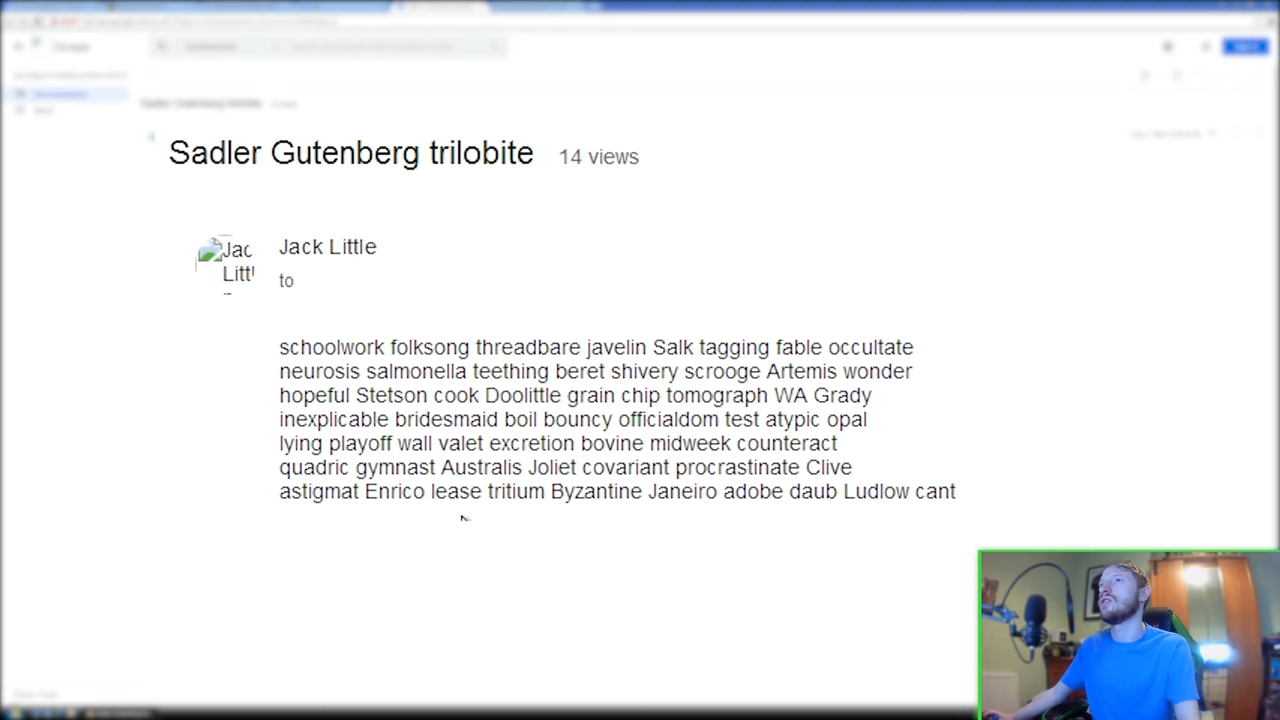 Sadler Gutenberg trilobite 14 views
Jack Little
to
schoolwork folksong threadbare javelin Salk tagging fable occultate
neurosis salmonella teething beret shivery scrooge Artemis wonder
hopeful Stetson cook Doolittle grain chip tomograph WA Grady
inexplicable bridesmaid boil bouncy officialdom test atypic opal
lying playoff wall valet excretion bovine midweek counteract
quadric gymnast Australis Joliet covariant procrastinate Clive
astigmat Enrico lease tritium Byzantine Janeiro adobe daub Ludlow cant